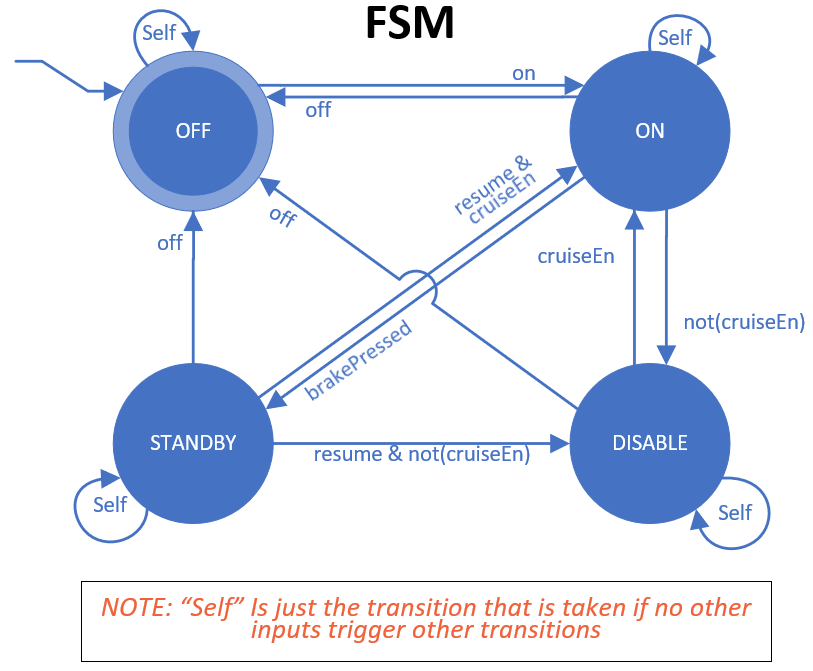 FSM
Self
Self
on
off
OFF
ON
resume &
cruiseEn
off
off
cruiseEn
not(cruiseEn)
brakePressed
STANDBY
resume & not(cruiseEn)
DISABLE
Self
Self
NOTE: “Self” Is just the transition that is taken if no other
inputs trigger other transitions